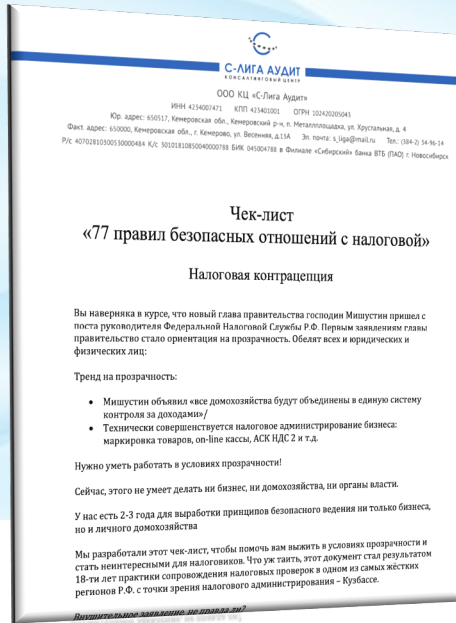 С-ЛИГА АУДИТ
КОНСАЛТИНГОВЫЙ ЦЕНТР
ООО КЦ «С-Лига Аудит»
ИНН 4234007471 КПП 423401001 ОГРН 102420205043
Юр. адрес: 650517, Кемеровская обл., Кемеровский р-н, п. Металлплощадка, ул. Хрустальная, д. 4
Факт. адрес: 650000, Кемеровская обл., г. Кемерово, ул. Весенняя, д.13А Эл. почта: s_liga@mail.ru Тел.: (384-2) 34-96-14
Р/с 40702810300530000484 К/с 30101810850040000788 БИК 045004788 в Филиале «Сибирский» банка ВТБ (ПАО) г. Новосибирск
Чек-лист
«77 правил безопасных отношений с налоговой»
Налоговая контрацепция
Вы наверняка в курсе, что новый глава правительства господин Мишустин пришел с
поста руководителя Федеральной Налоговой Службы Р.Ф. Первым заявлениям главы
правительство стало ориентация на прозрачность. Обелят всех и юридических и
физических лиц:
Тренд на прозрачность:
• Мишустин объявил «все домохозяйства будут объединены в единую систему
контроля за доходами»/
• Технически совершенствуется налоговое администрирование бизнеса:
маркировка товаров, on-line кассы, АСК НДС 2 и т.д.
Нужно уметь работать в условиях прозрачности!
Сейчас, этого не умеет делать ни бизнес, ни домохозяйства, ни органы власти.
У нас есть 2-3 года для выработки принципов безопасного ведения ни только бизнеса,
но и личного домохозяйства
Мы разработали этот чек-лист, чтобы помочь вам выжить в условиях прозрачности и
стать неинтересными для налоговиков. Что уж таить, этот документ стал результатом
18-ти лет практики сопровождения налоговых проверок в одном из самых жёстких
регионов Р.Ф. с точки зрения налогового администрирования – Кузбассе.
Внушительное заявление, не правда ли?